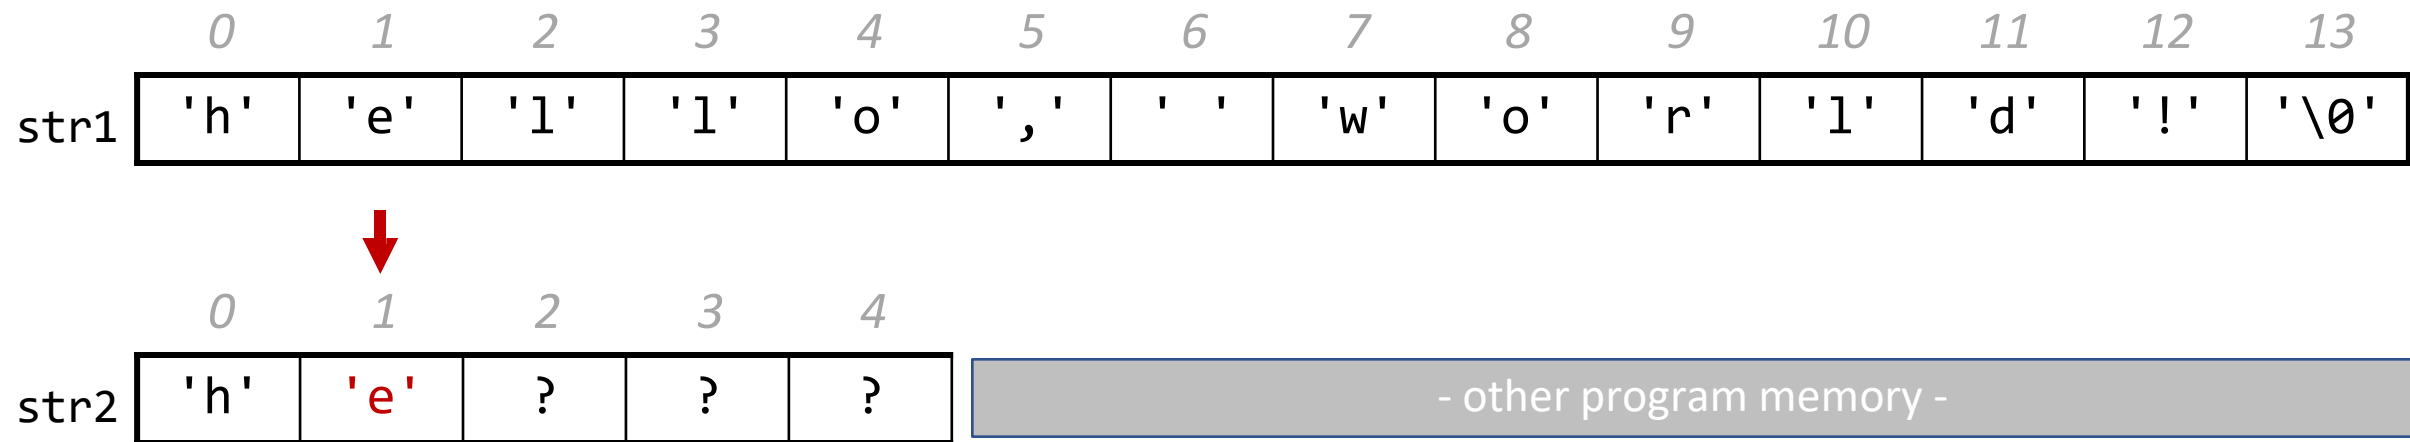 0 1 2 3 4 5 6 7 8 9 10 11 12 13
str1 'h' 'e' 'l' 'l' 'o' ',' ' ' 'w' 'o' 'r' 'l' 'd' '!' '\0'
0 1 2 3 4
str2 'h' 'e' ? ? ? - other program memory -